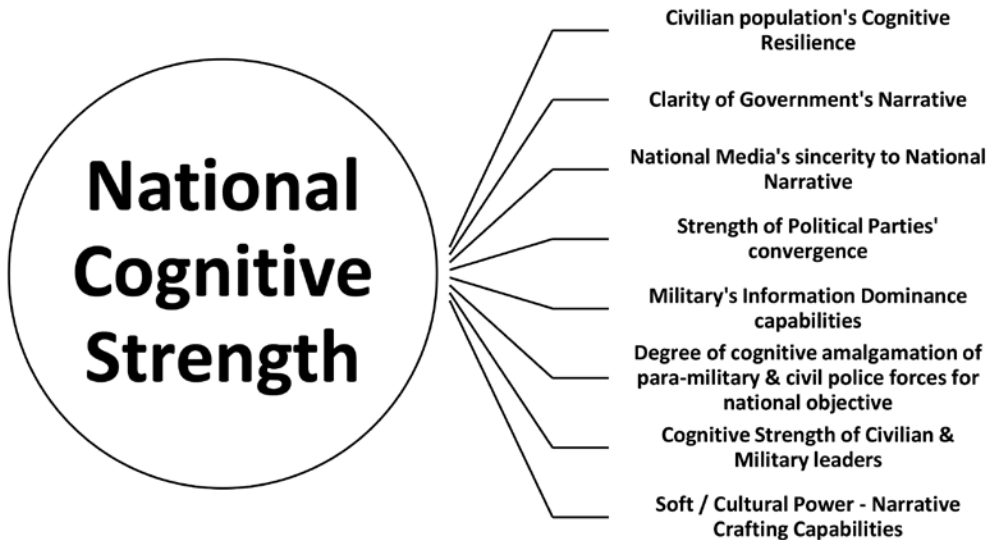 National
Cognitive
Strength
Civilian population's Cognitive
Resilience
Clarity of Government's Narrative
National Media's sincerity to National
Narrative
Strength of Political Parties'
convergence
Military's Information Dominance
capabilities
Degree of cognitive amalgamation of
para-military & civil police forces for
national objective
Cognitive Strength of Civilian &
Military leaders
Soft / Cultural Power - Narrative
Crafting Capabilities